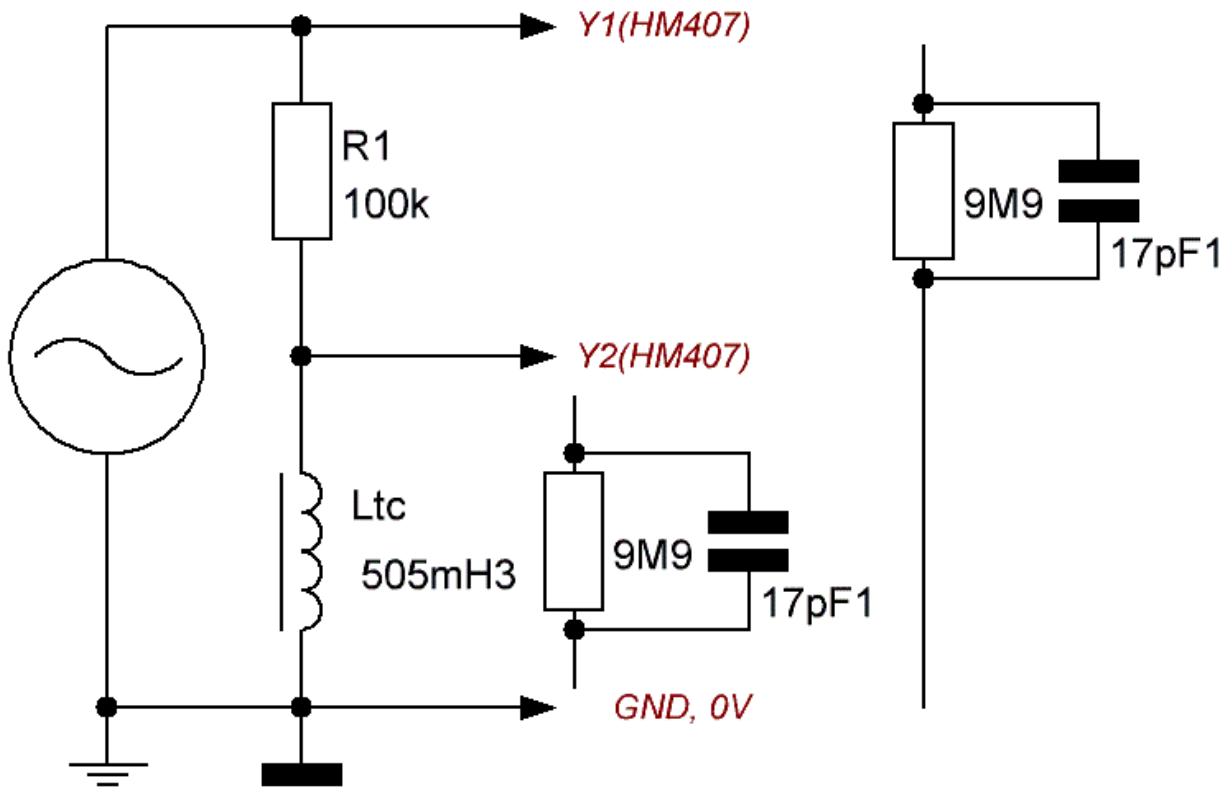 Y1(HM407)
R1
100k
9M9
17pF1
Y2(HM407)
Ltc
505mH3
9M9
17pF1
GND, 0V